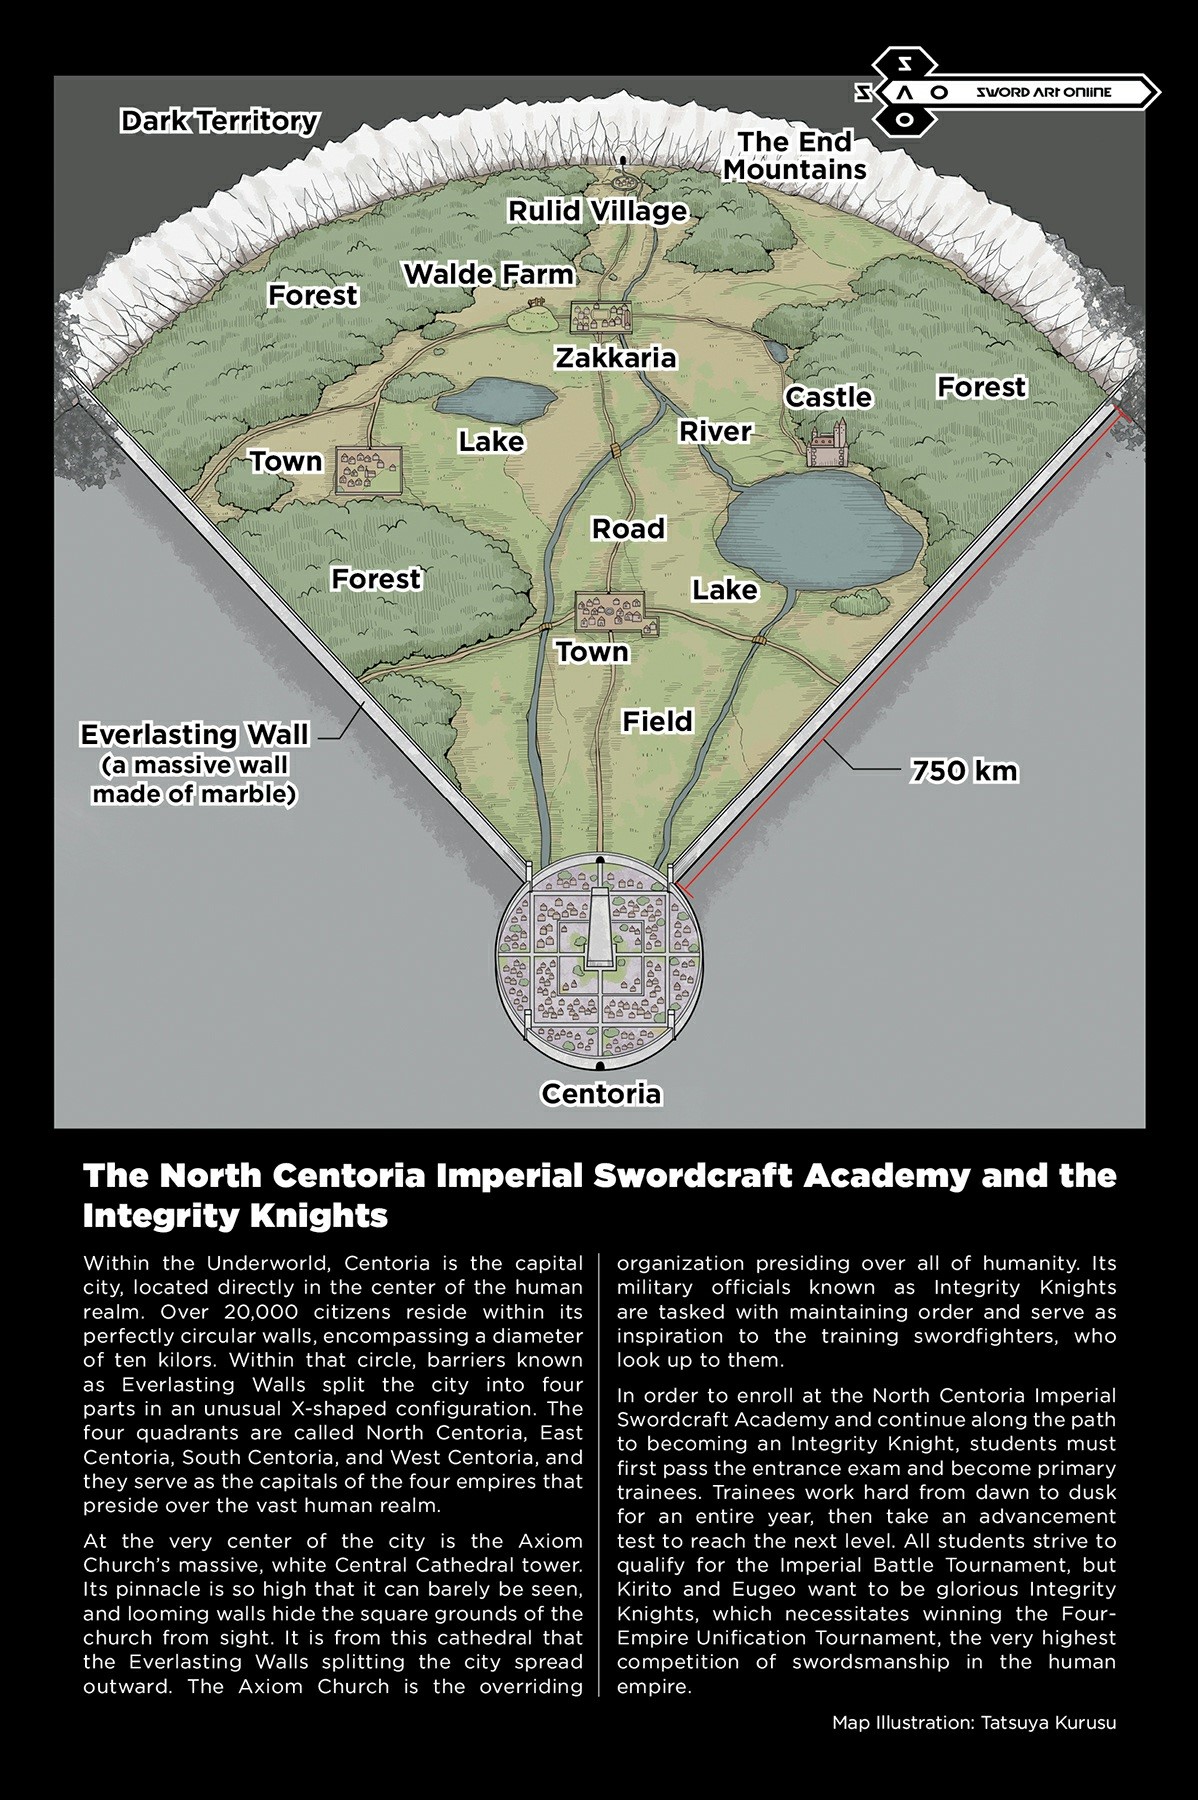 Z
Z A O SWORD ART ONLINE
O
Dark Territory
The End
Mountains
Rulid Village
Walde Farm
Forest
Zakkaria
Castle
Forest
Lake
River
Town
Road
Forest
Lake
Town
Field
Everlasting Wall
(a massive wall
made of marble)
750 km
Centoria
The North Centoria Imperial Swordcraft Academy and the
Integrity Knights
Within the Underworld, Centoria is the capital
city, located directly in the center of the human
realm. Over 20,000 citizens reside within its
perfectly circular walls, encompassing a diameter
of ten kilors. Within that circle, barriers known
as Everlasting Walls split the city into four
parts in an unusual X-shaped configuration. The
four quadrants are called North Centoria, East
Centoria, South Centoria, and West Centoria, and
they serve as the capitals of the four empires that
preside over the vast human realm.
At the very center of the city is the Axiom
Church's massive, white Central Cathedral tower.
Its pinnacle is so high that it can barely be seen,
and looming walls hide the square grounds of the
church from sight. It is from this cathedral that
the Everlasting Walls splitting the city spread
outward. The Axiom Church is the overriding
organization presiding over all of humanity. Its
military officials known as Integrity Knights
are tasked with maintaining order and serve as
inspiration to the training swordfighters, who
look up to them.
In order to enroll at the North Centoria Imperial
Swordcraft Academy and continue along the path
to becoming an Integrity Knight, students must
first pass the entrance exam and become primary
trainees. Trainees work hard from dawn to dusk
for an entire year, then take an advancement
test to reach the next level. All students strive to
qualify for the Imperial Battle Tournament, but
Kirito and Eugeo want to be glorious Integrity
Knights, which necessitates winning the Four-
Empire Unification Tournament, the very highest
competition of swordsmanship in the human
empire.
Map Illustration: Tatsuya Kurusu